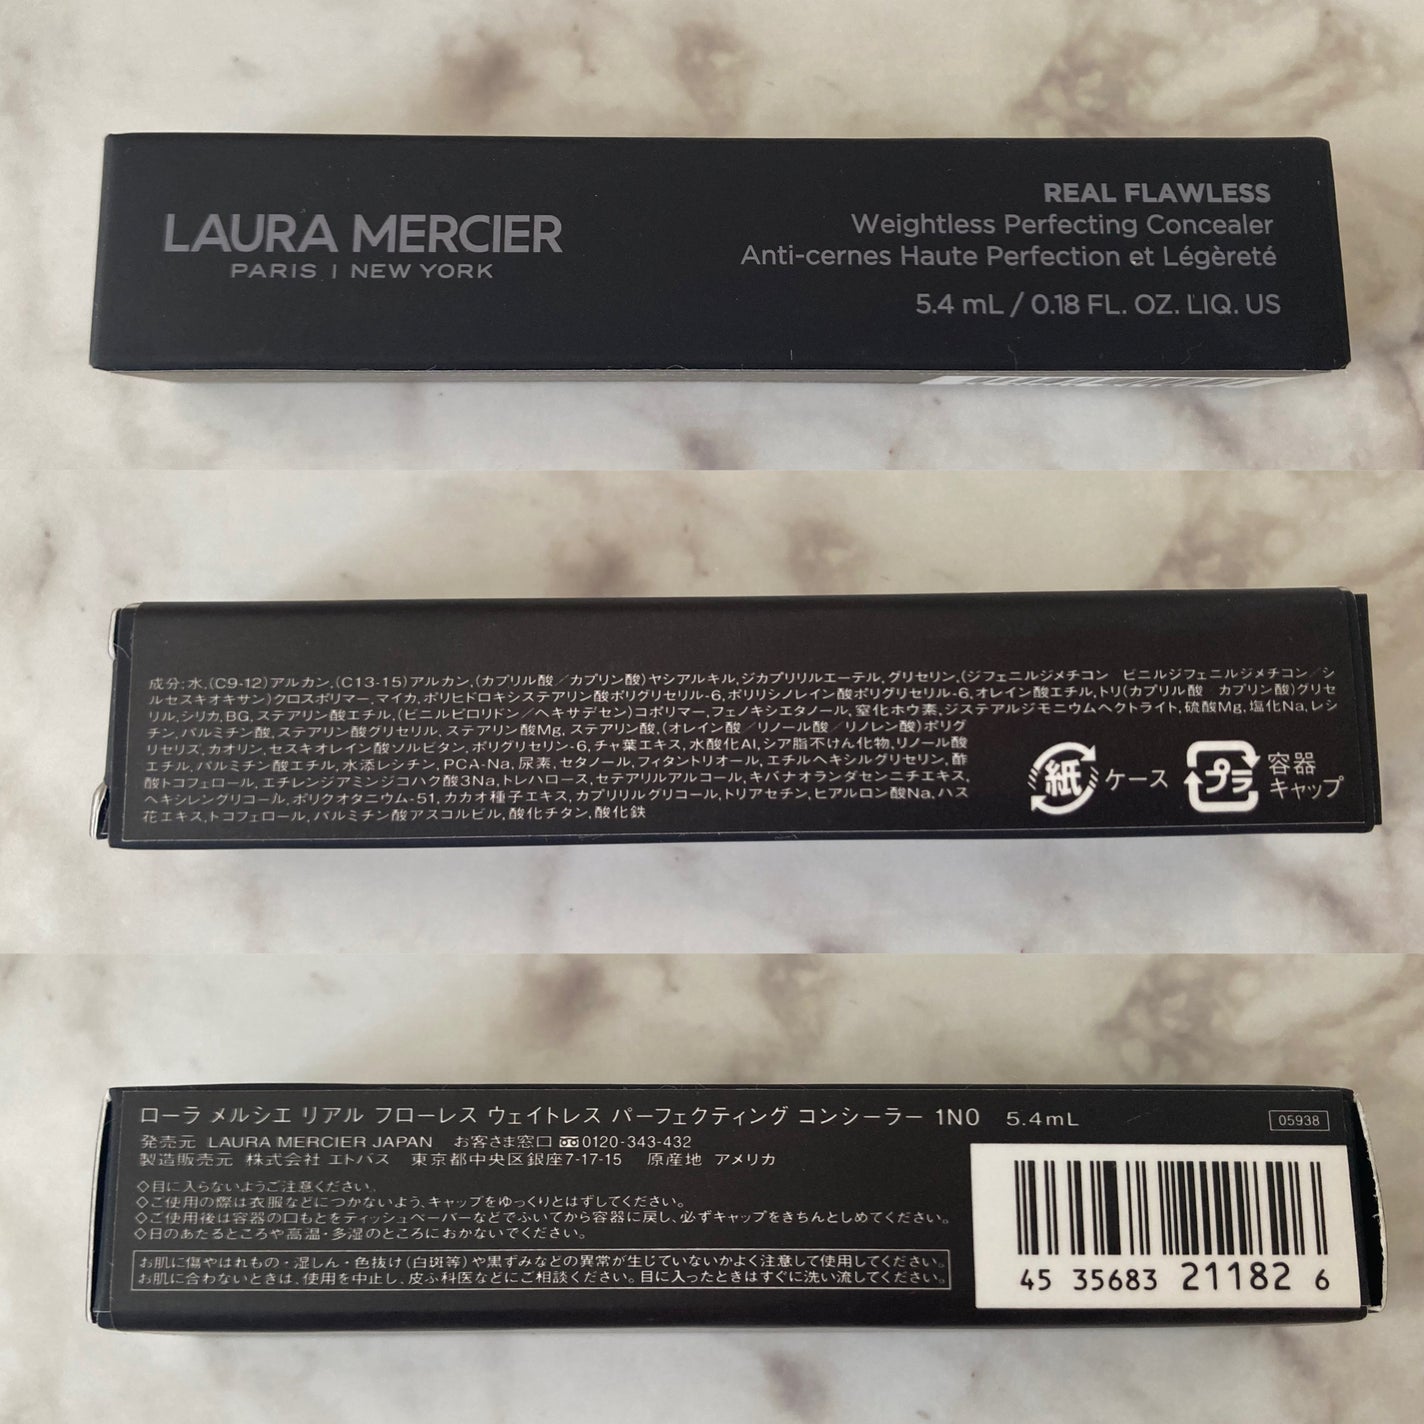 LAURA MERCIER
PARIS | NEW YORK
REAL FLAWLESS
Weightless Perfecting Concealer
Anti-cernes Haute Perfection et Légèreté
5.4 mL / 0.18 FL. OZ. LIQ. US
成分;水,(C9-12)アルカン,(C13-15)アルカン,(カプリル酸/カプリン酸)ヤシアルキル,ジカプリリルエーテル,グリセリン,(ジフェニルジメチコン ビニルジフェニルジメチコン/シ
ルセスキオキサン)クロスポリマー,マイカ,ポリヒドロキシステアリン酸ポリグリセリル-6,ポリリシノレイン酸ポリグリセリル-6,オレイン酸エチル,トリ(カプリル酸 カプリン酸)グリセ
リル,シリカ,BG,ステアリン酸エチル,(ビニルピロリドン/ヘキサデセン)コポリマー,フェノキシエタノール,窒化ホウ素,ジステアルジモニウムヘクトライト,硫酸Mg,塩化Na,レシ
チン,パルミチン酸,ステアリン酸グリセリル,ステアリン酸Mg,ステアリン酸,(オレイン酸/リノール酸/リノレン酸)ポリグ
リセリズ,カオリン,セスキオレイン酸ソルビタン,ポリグリセリン-6,チャ葉エキス,水酸化Al,シア脂不けん化物,リノール酸
エチル,パルミチン酸エチル,水添レシチン,PCA-Na,尿素,セタノール,フィタントリオール,エチルヘキシルグリセリン,酢
酸トコフェロール,エチレンジアミンジコハク酸3Na,トレハロース,セテアリルアルコール,キバナオランダセンニチエキス,
ヘキシレングリコール,ポリクオタニウム-51,カカオ種子エキス,カプリリルグリコール,トリアセチン,ヒアルロン酸Na,ハス
花エキス,トコフェロール,パルミチン酸アスコルビル,酸化チタン,酸化鉄
紙 ケース
プラ 容器
キャップ
ローラ メルシエ リアル フローレス ウェイトレス パーフェクティング コンシーラー 1N0 5.4mL
05938
発売元 LAURA MERCIER JAPAN お客さま窓口 0120-343-432
製造販売元 株式会社 エトバス 東京都中央区銀座7-17-15 原産地 アメリカ
◇目に入らないようご注意ください。
◇ご使用の際は衣服などにつかないよう、キャップをゆっくりとはずしてください。
◇ご使用後は容器の口もとをティッシュペーパーなどでふいてから容器に戻し、必ずキャップをきちんとしめてください。
◇日のあたるところや高温・多湿のところにおかないでください。
お肌に傷やはれもの・湿しん・色抜け(白斑等)や黒ずみなどの異常が生じていないかよく注意して使用してください。
お肌に合わないときは、使用を中止し、皮ふ科医などにご相談ください。目に入ったときはすぐに洗い流してください。
45 35683 21182 6